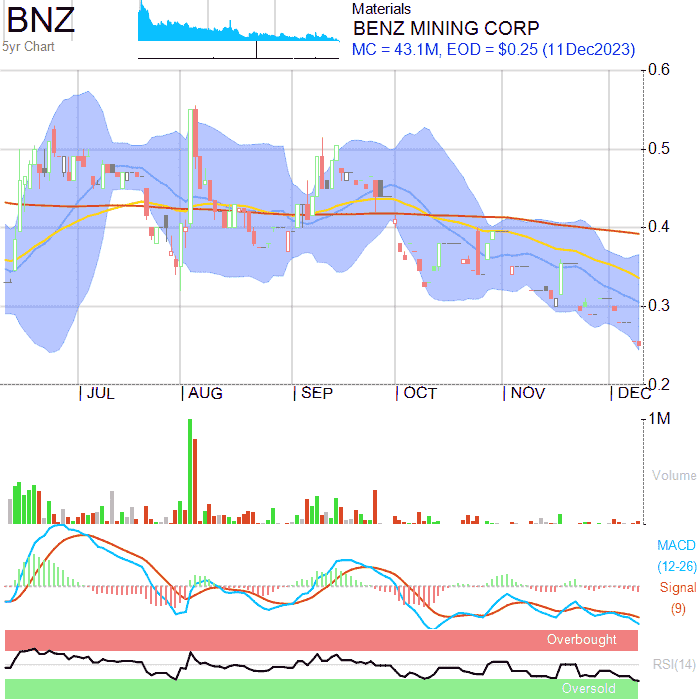 BNZ
5yr Chart
Materials
BENZ MINING CORP
MC = 43.1M, EOD = $0.25 (11Dec2023)
0.6
0.5
0.4
0.3
0.2
JUL
AUG
SEP
OCT
NOV
DEC
1M
Volume
MACD
(12-26)
Signal
(9)
Overbought
RSI(14)
Oversold